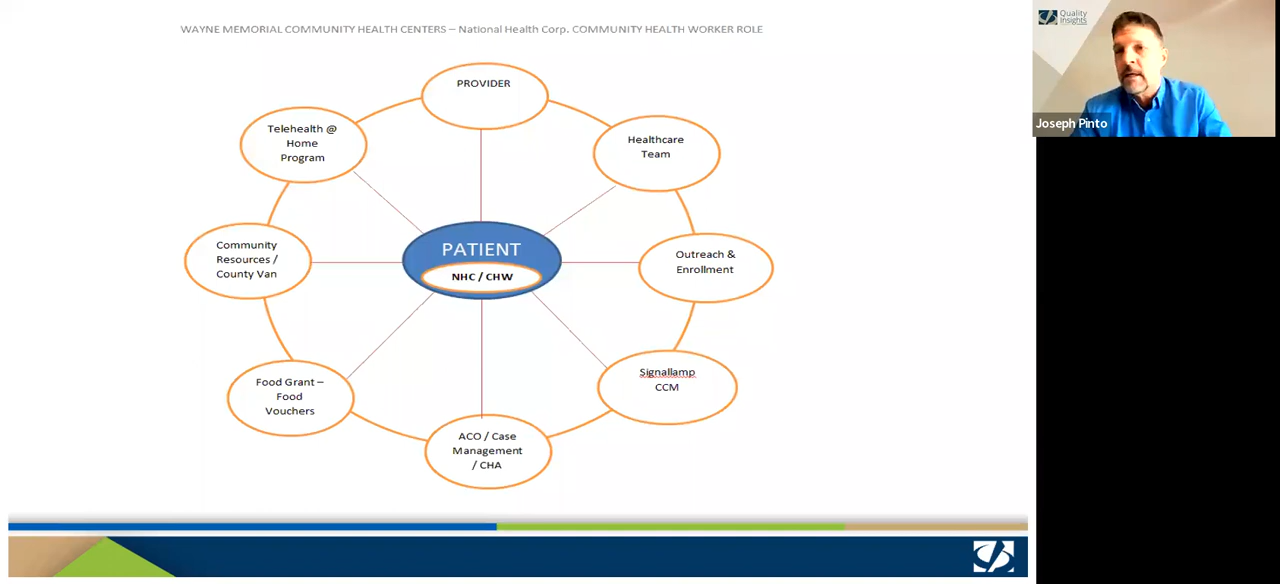 WAYNE MEMORIAL COMMUNITY HEALTH CENTERS – National Health Corp. COMMUNITY HEALTH WORKER ROLE
PROVIDER
Telehealth @
Home
Program
Healthcare
Team
Community
Resources /
County Van
PATIENT
NHC / CHW
Outreach &
Enrollment
Food Grant –
Food
Vouchers
Signallamp
CCM
ACO / Case
Management
/ CHA
Quality
Insights
Joseph Pinto